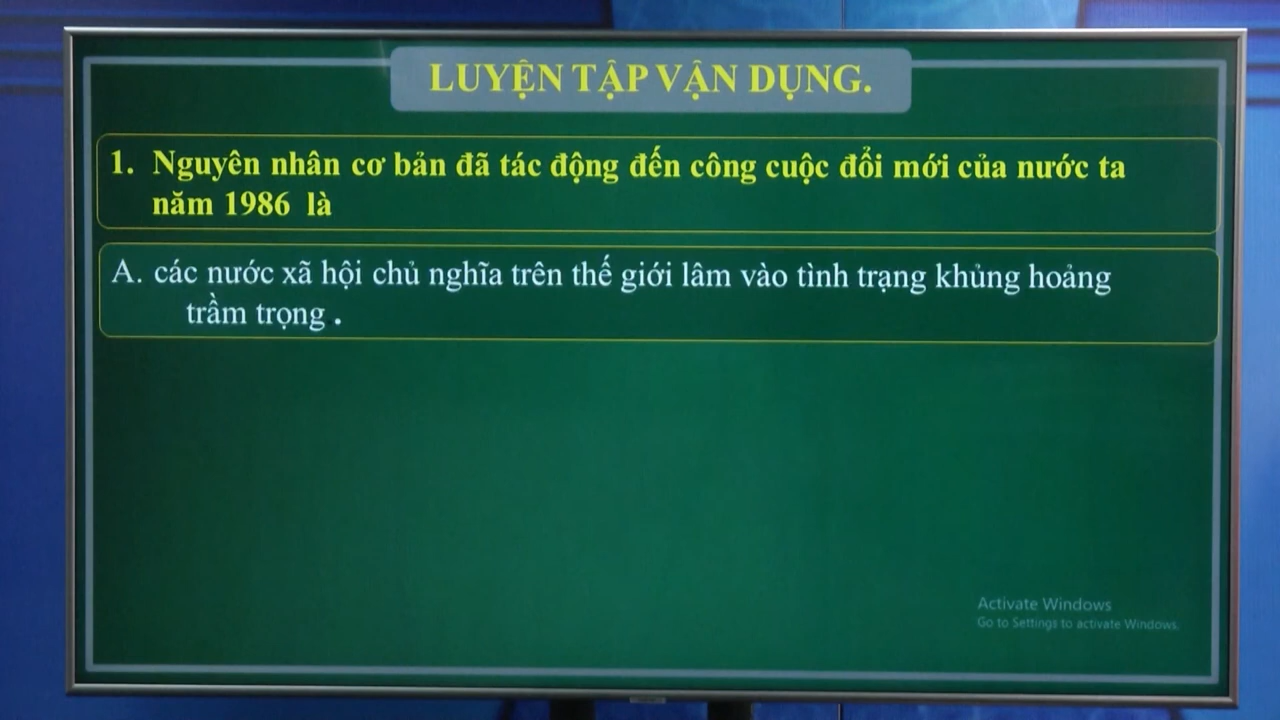 LUYỆN TẬP VẬN DỤNG.
1. Nguyên nhân cơ bản đã tác động đến công cuộc đổi mới của nước ta
năm 1986 là
A. các nước xã hội chủ nghĩa trên thế giới lâm vào tình trạng khủng hoảng
trầm trọng .
Activate Windows
Go to Settings to activate Windows.